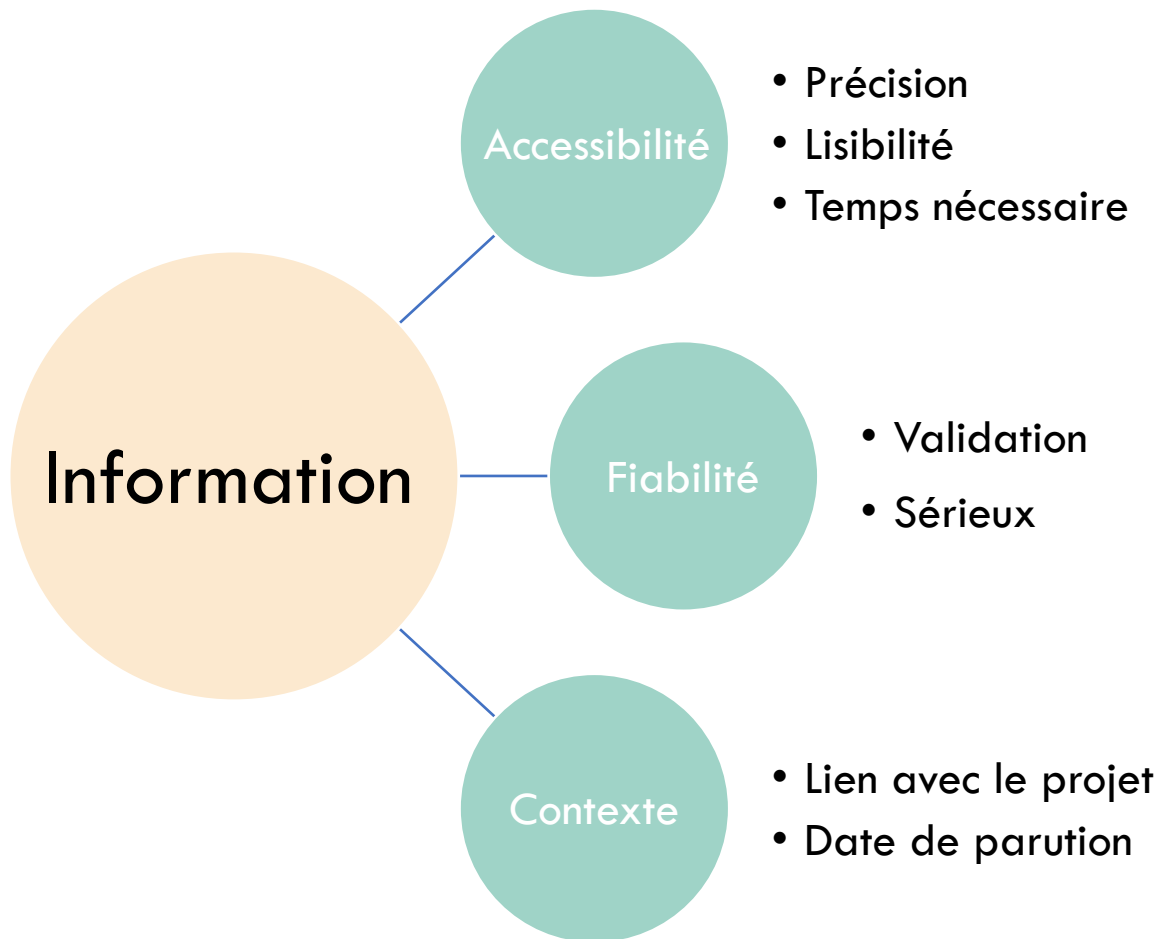 Information
Accessibilité
• Précision
• Lisibilité
• Temps nécessaire
Fiabilité
• Validation
• Sérieux
Contexte
• Lien avec le projet
• Date de parution